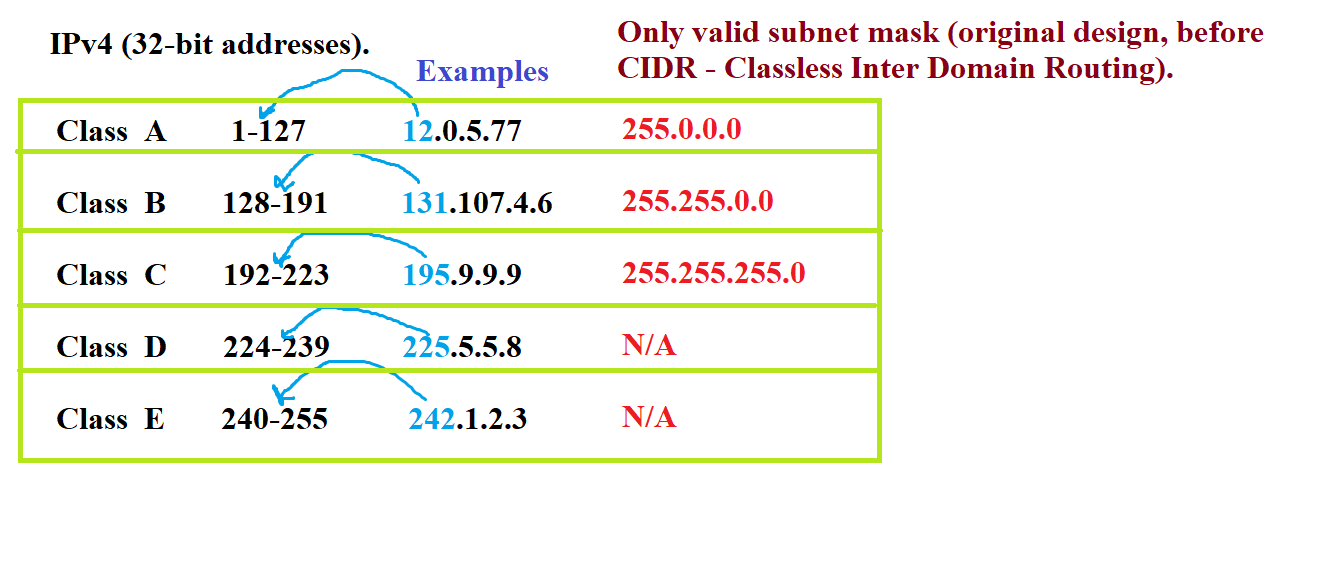 IPv4 (32-bit addresses).
Only valid subnet mask (original design, before
CIDR - Classless Inter Domain Routing).
Examples
Class A 1-127 12.0.5.77 255.0.0.0
Class B 128-191 131.107.4.6 255.255.0.0
Class C 192-223 195.9.9.9 255.255.255.0
Class D 224-239 225.5.5.8 N/A
Class E 240-255 242.1.2.3 N/A